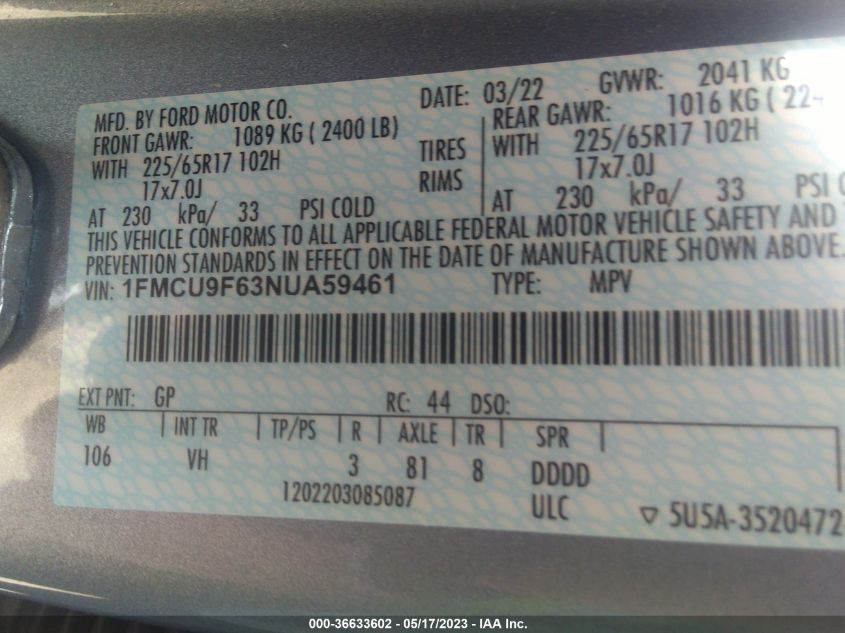 MFD. BY FORD MOTOR CO. DATE: 03/22 GVWR: 2041 KG
FRONT GAWR: 1089 KG ( 2400 LB) REAR GAWR: 1016 KG ( 224
WITH 225/65R17 102H TIRES WITH 225/65R17 102H
17x7.0J RIMS 17x7.0J
AT 230 kPa/ 33 PSI COLD AT 230 kPa/ 33 PSI C
THIS VEHICLE CONFORMS TO ALL APPLICABLE FEDERAL MOTOR VEHICLE SAFETY AND
PREVENTION STANDARDS IN EFFECT ON THE DATE OF MANUFACTURE SHOWN ABOVE.
VIN: 1FMCU9F63NUA59461 TYPE: MPV
EXT PNT: GP RC: 44 DSO:
WB INT TR TP/PS R AXLE TR SPR
106 VH 3 81 8 DDDD
1202203085087 ULC ▽ 5U5A-3520472
000-36633602 - 05/17/2023 - IAA Inc.